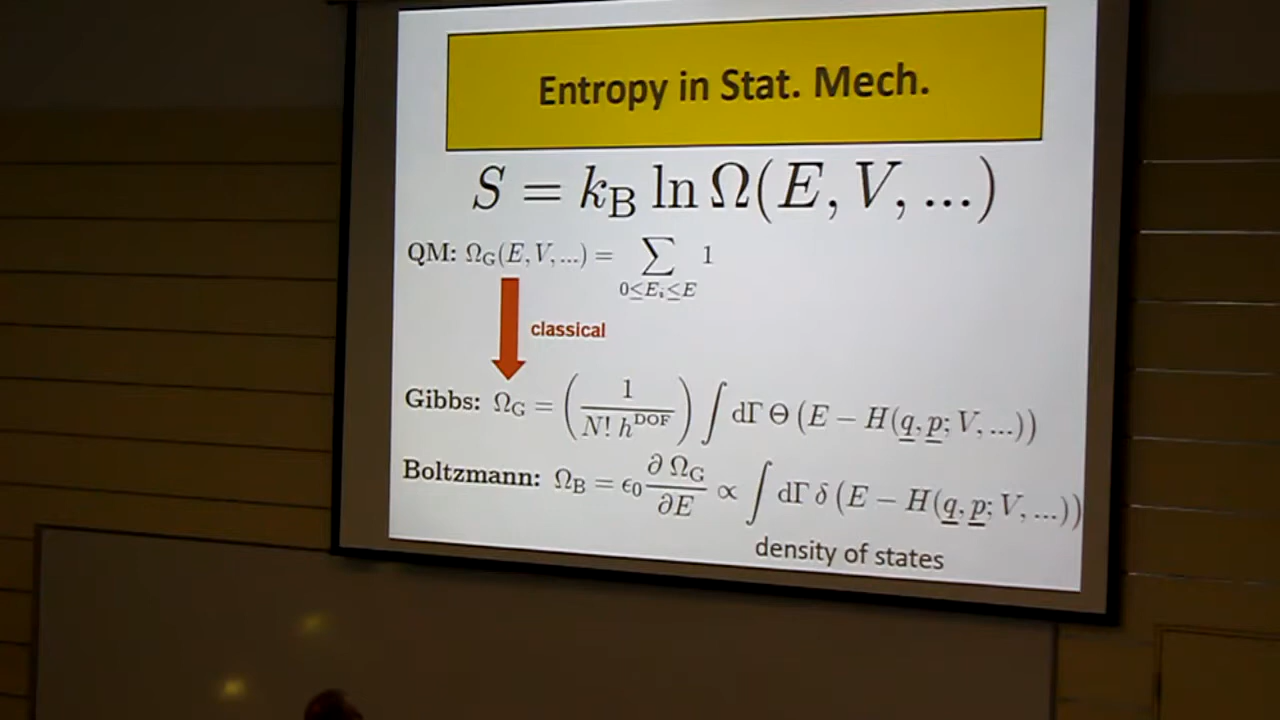 Entropy in Stat. Mech.
S = k_B ln Ω(E, V, ...)
QM: Ω_G(E, V, ...) = ∑_{0≤E_i≤E} 1
classical
Gibbs: Ω_G = (1 / N! h^DOF) ∫ dΓ Θ (E − H(q, p; V, ...))
Boltzmann: Ω_B = ϵ_0 ∂Ω_G/∂E ∝ ∫ dΓ δ (E − H(q, p; V, ...))
density of states